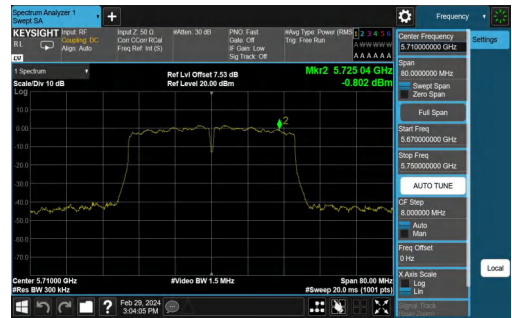 Spectrum Analyzer 1
Swept SA
Frequency
KEYSIGHT
Input: RF
Coupling: DC
Align: Auto
Input Z: 50 Ω
Corr CCorr RCal
Freq Ref: Int (S)
#Atten: 30 dB
PNO: Fast
Gate: Off
IF Gain: Low
Sig Track: Off
#Avg Type: Power (RMS
Trig: Free Run
1 2 3 4 5 6
A W W W W W
A A A A A A
R L
LV
Center Frequency
5.710000000 GHz
Settings
1 Spectrum
Scale/Div 10 dB
Ref Lvl Offset 7.53 dB
Ref Level 20.00 dBm
Mkr2 5.725 04 GHz
-0.802 dBm
Log
10.0
0.00
-10.0
-20.0
-30.0
-40.0
-50.0
-60.0
-70.0
2
Center 5.71000 GHz
#Res BW 300 kHz
#Video BW 1.5 MHz
Span 80.00 MHz
#Sweep 20.0 ms (1001 pts)
Span
80.0000000 MHz
Swept Span
Zero Span
Full Span
Start Freq
5.670000000 GHz
Stop Freq
5.750000000 GHz
AUTO TUNE
CF Step
8.000000 MHz
Auto
Man
Freq Offset
0 Hz
X Axis Scale
Log
Lin
Signal Track
Local
?
Feb 29, 2024
3:04:05 PM